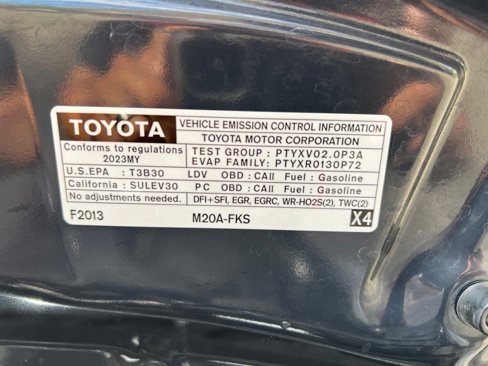 TOYOTA
VEHICLE EMISSION CONTROL INFORMATION
TOYOTA MOTOR CORPORATION
Conforms to regulations
2023MY
TEST GROUP : PTYXV02.0P3A
EVAP FAMILY: PTYXR0130P72
U.S.EPA : T3B30 LDV OBD : CAII Fuel : Gasoline
California : SULEV30 PC OBD : CAII Fuel : Gasoline
No adjustments needed. DFI+SFI, EGR, EGRC, WR-HO2S(2), TWC(2)
F2013 M20A-FKS X4